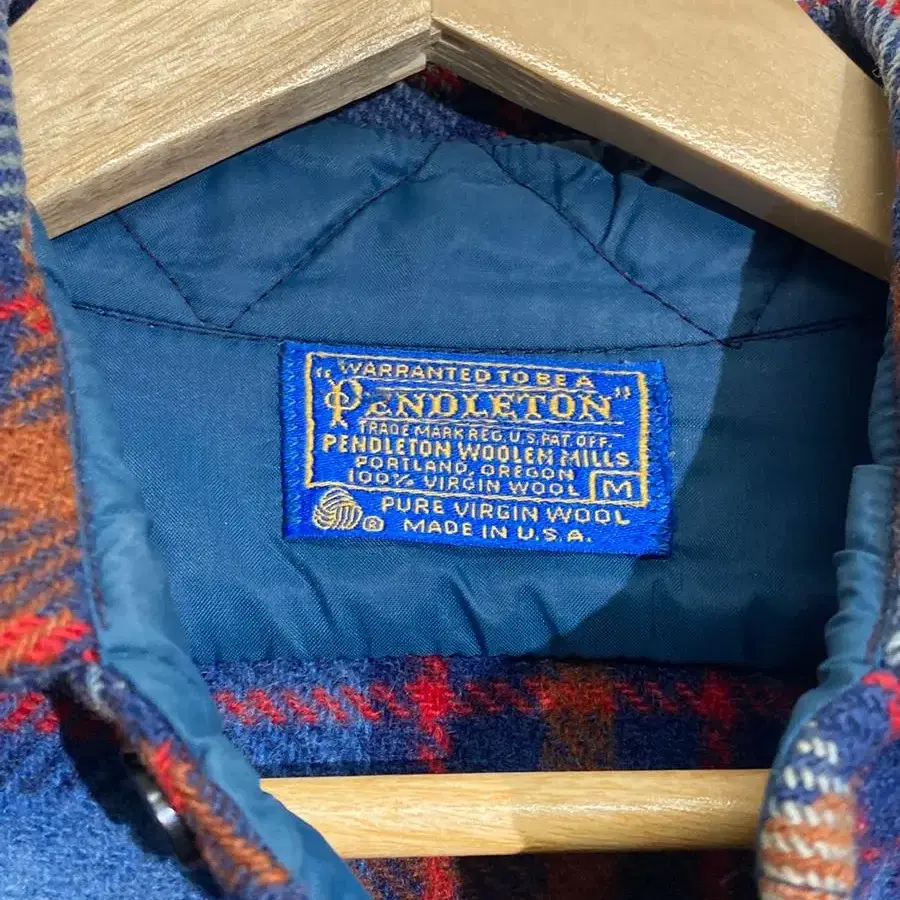 WARRANTED TO BE A
"PENDLETON"
TRADE MARK REG. U.S. PAT. OFF.
PENDLETON WOOLEN MILLS
PORTLAND, OREGON
100% VIRGIN WOOL M
PURE VIRGIN WOOL
® MADE IN U.S.A.